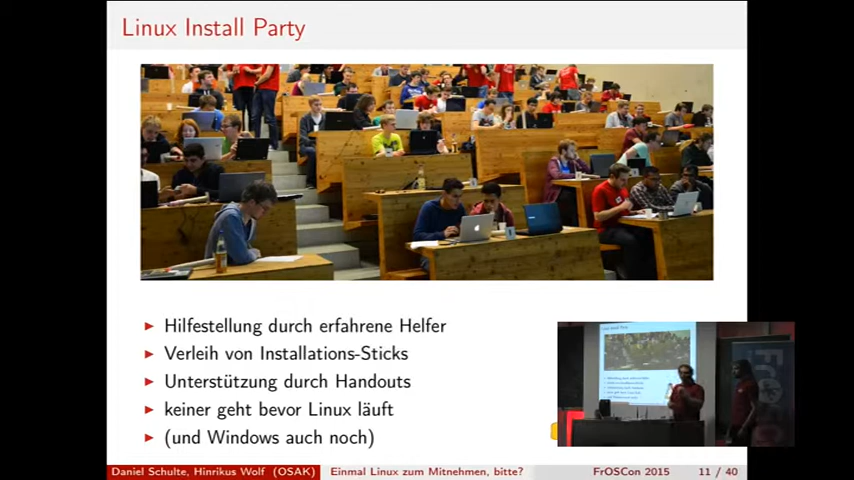 Linux Install Party
▶ Hilfestellung durch erfahrene Helfer
▶ Verleih von Installations-Sticks
▶ Unterstützung durch Handouts
▶ keiner geht bevor Linux läuft
▶ (und Windows auch noch)
Daniel Schulte, Hinrikus Wolf (OSAK) Einmal Linux zum Mitnehmen, bitte? FrOSCon 2015 11 / 40